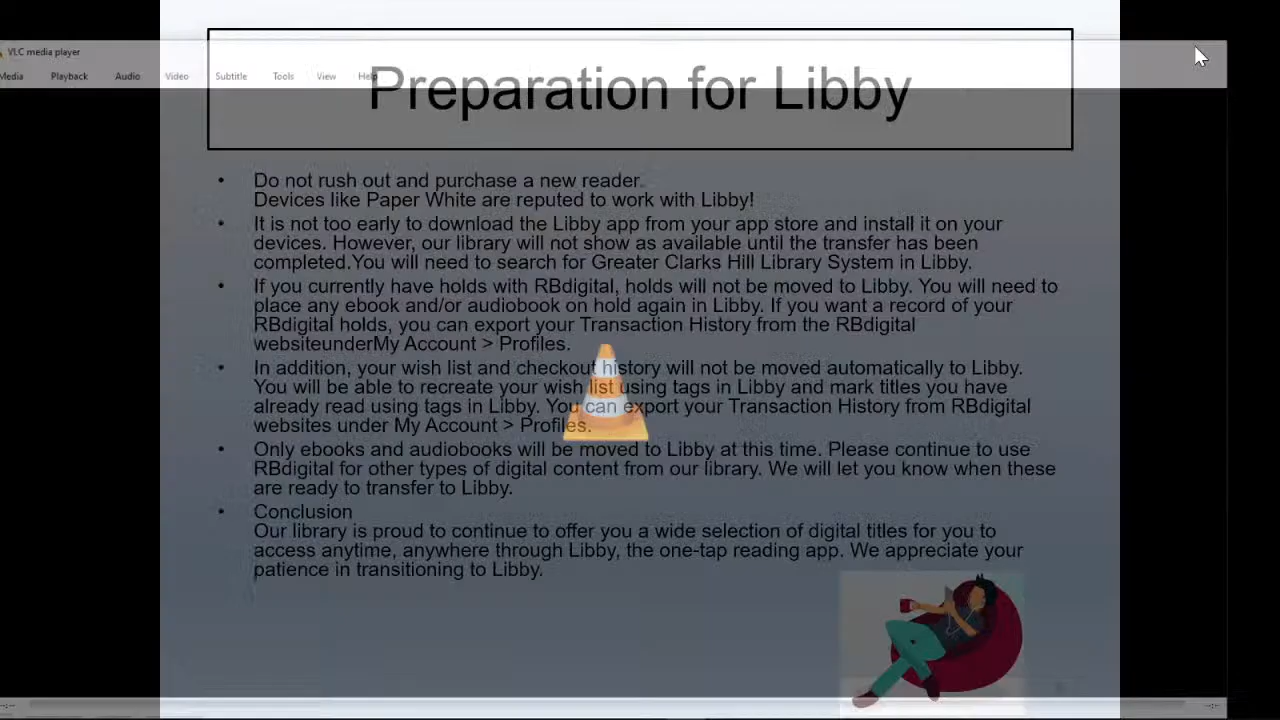 VLC media player
Media Playback Audio Video Subtitle Tools View Help
Preparation for Libby
• Do not rush out and purchase a new reader.
Devices like Paper White are reputed to work with Libby!
• It is not too early to download the Libby app from your app store and install it on your
devices. However, our library will not show as available until the transfer has been
completed.You will need to search for Greater Clarks Hill Library System in Libby.
• If you currently have holds with RBdigital, holds will not be moved to Libby. You will need to
place any ebook and/or audiobook on hold again in Libby. If you want a record of your
RBdigital holds, you can export your Transaction History from the RBdigital
websiteunderMy Account > Profiles.
• In addition, your wish list and checkout history will not be moved automatically to Libby.
You will be able to recreate your wish list using tags in Libby and mark titles you have
already read using tags in Libby. You can export your Transaction History from RBdigital
websites under My Account > Profiles.
• Only ebooks and audiobooks will be moved to Libby at this time. Please continue to use
RBdigital for other types of digital content from our library. We will let you know when these
are ready to transfer to Libby.
• Conclusion
Our library is proud to continue to offer you a wide selection of digital titles for you to
access anytime, anywhere through Libby, the one-tap reading app. We appreciate your
patience in transitioning to Libby.
--:-- --:--